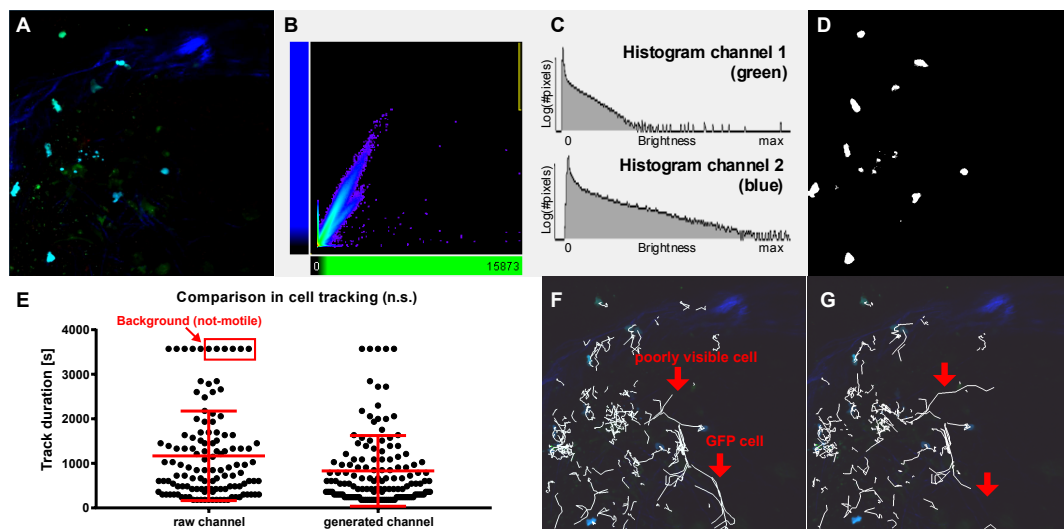 A
B
0
15873
C
Histogram channel 1
(green)
Log(#pixels)
0
Brightness
max
Histogram channel 2
(blue)
Log(#pixels)
0
Brightness
max
D
E
Comparison in cell tracking (n.s.)
Background (not-motile)
Track duration [s]
4000
3000
2000
1000
0
raw channel
generated channel
F
poorly visible cell
GFP cell
G